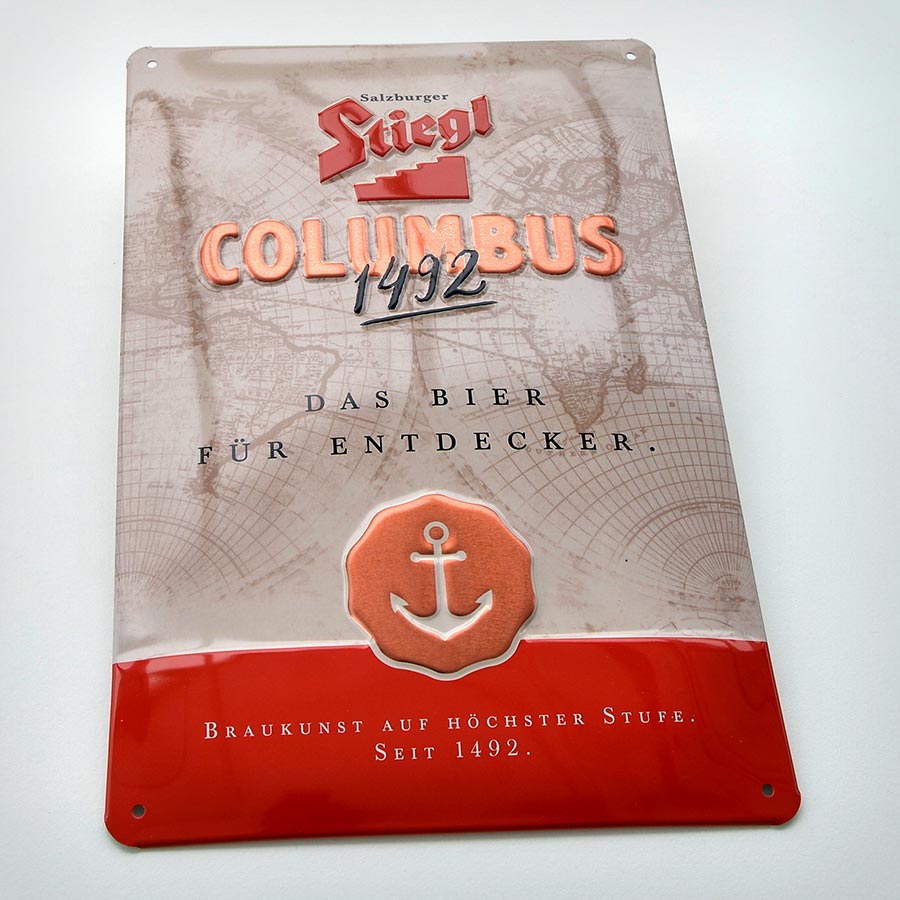 Salzburger
Stiegl
COLUMBUS
1492
DAS BIER
FÜR ENTDECKER.
BRAUKUNST AUF HÖCHSTER STUFE.
SEIT 1492.